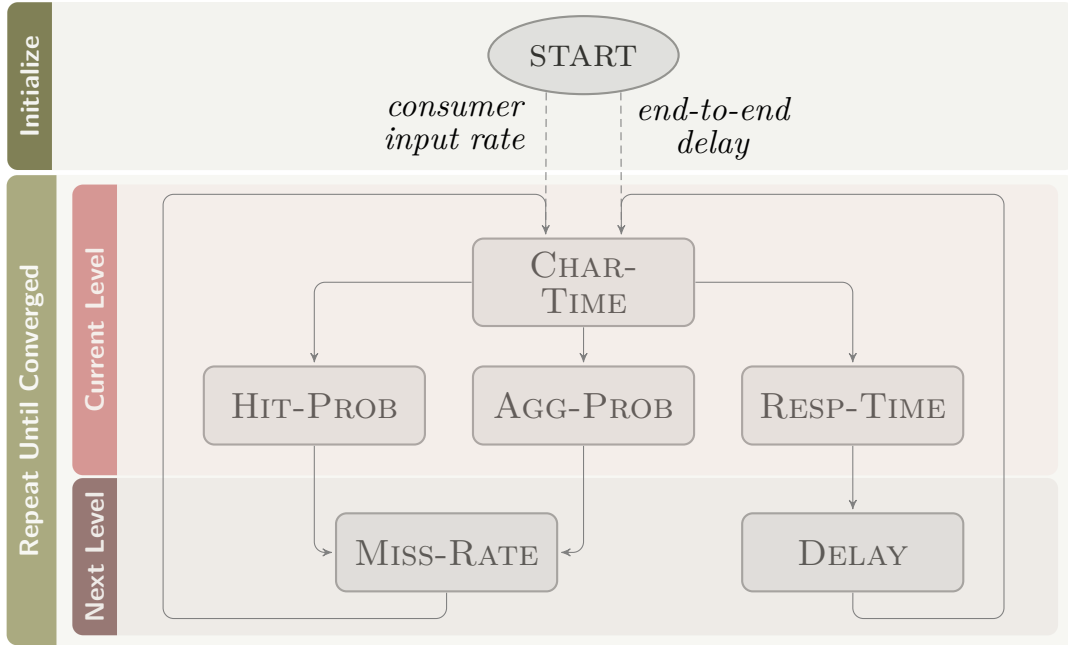 Initialize
START
consumer
input rate
end-to-end
delay
Repeat Until Converged
Current Level
CHAR-
TIME
HIT-PROB
AGG-PROB
RESP-TIME
Next Level
MISS-RATE
DELAY